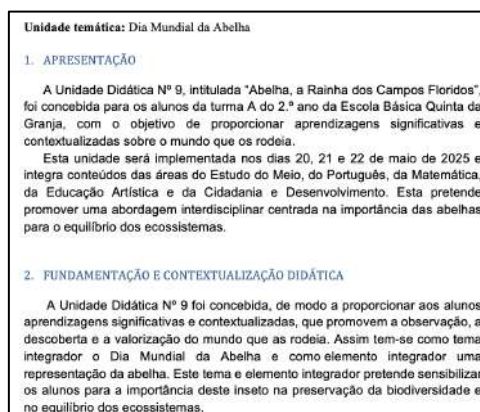 Unidade temática: Dia Mundial da Abelha
1. APRESENTAÇÃO
A Unidade Didática Nº 9, intitulada "Abelha, a Rainha dos Campos Floridos",
foi concebida para os alunos da turma A do 2.º ano da Escola Básica Quinta da
Granja, com o objetivo de proporcionar aprendizagens significativas e
contextualizadas sobre o mundo que os rodeia.
Esta unidade será implementada nos dias 20, 21 e 22 de maio de 2025 e
integra conteúdos das áreas do Estudo do Meio, do Português, da Matemática,
da Educação Artística e da Cidadania e Desenvolvimento. Esta pretende
promover uma abordagem interdisciplinar centrada na importância das abelhas
para o equilíbrio dos ecossistemas.
2. FUNDAMENTAÇÃO E CONTEXTUALIZAÇÃO DIDÁTICA
A Unidade Didática Nº 9 foi concebida, de modo a proporcionar aos alunos
aprendizagens significativas e contextualizadas, que promovem a observação, a
descoberta e a valorização do mundo que as rodeia. Assim tem-se como tema
integrador o Dia Mundial da Abelha e como elemento integrador uma
representação da abelha. Este tema e elemento integrador pretende sensibilizar
os alunos para a importância deste inseto na preservação da biodiversidade e
no equilíbrio dos ecossistemas.